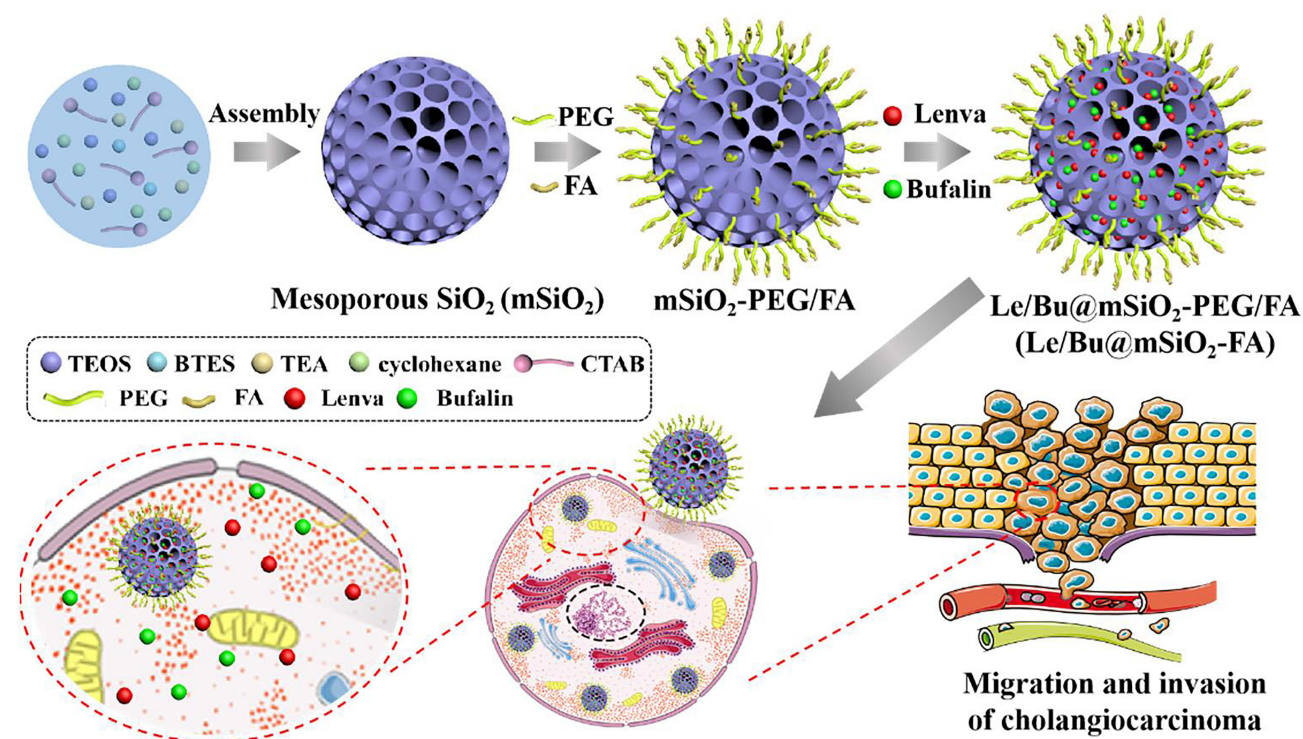 Assembly
PEG
FA
Lenva
Bufalin
Mesoporous SiO₂ (mSiO₂)
mSiO₂-PEG/FA
Le/Bu@mSiO₂-PEG/FA
(Le/Bu@mSiO₂-FA)
TEOS BTES TEA cyclohexane CTAB
PEG FA Lenva Bufalin
Migration and invasion
of cholangiocarcinoma